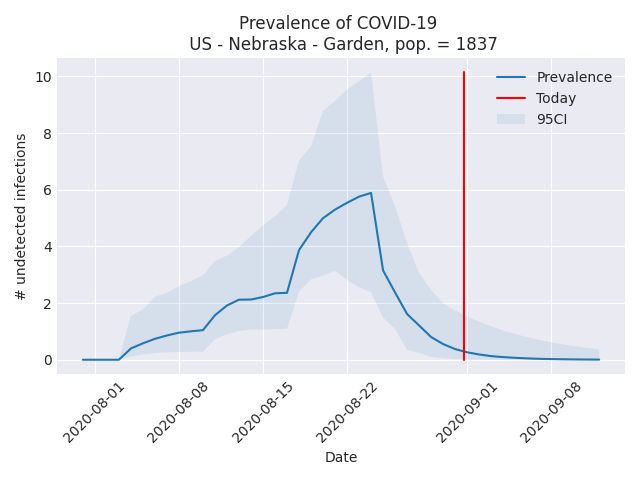 Prevalence of COVID-19
US - Nebraska - Garden, pop. = 1837
# undetected infections
10
8
6
4
2
0
Prevalence
Today
95CI
2020-08-01
2020-08-08
2020-08-15
2020-08-22
2020-09-01
2020-09-08
Date